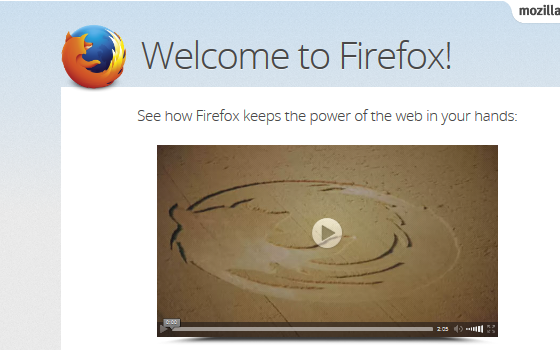 mozilla
Welcome to Firefox!
See how Firefox keeps the power of the web in your hands:
0:00
2:05